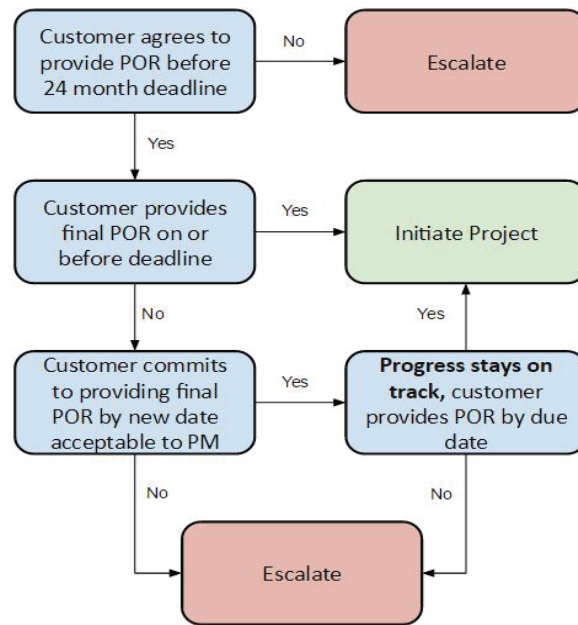 Customer agrees to
provide POR before
24 month deadline
No
Escalate
Yes
Customer provides
final POR on or
before deadline
Yes
Initiate Project
No
Yes
Customer commits
to providing final
POR by new date
acceptable to PM
Yes
Progress stays on
track, customer
provides POR by due
date
No
No
Escalate